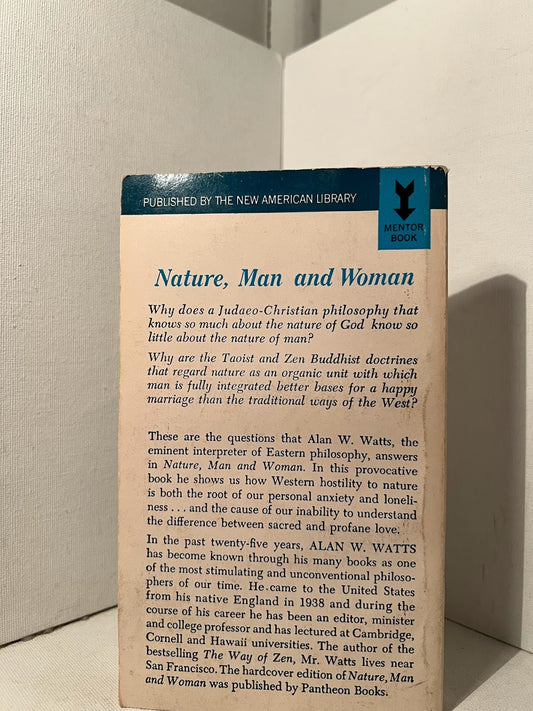 PUBLISHED BY THE NEW AMERICAN LIBRARY
MENTOR
BOOK
Nature, Man and Woman
Why does a Judaeo-Christian philosophy that
knows so much about the nature of God know so
little about the nature of man?
Why are the Taoist and Zen Buddhist doctrines
that regard nature as an organic unit with which
man is fully integrated better bases for a happy
marriage than the traditional ways of the West?
These are the questions that Alan W. Watts, the
eminent interpreter of Eastern philosophy, answers
in Nature, Man and Woman. In this provocative
book he shows us how Western hostility to nature
is both the root of our personal anxiety and loneli-
ness . . . and the cause of our inability to understand
the difference between sacred and profane love.
In the past twenty-five years, ALAN W. WATTS
has become known through his many books as one
of the most stimulating and unconventional philoso-
phers of our time. He came to the United States
from his native England in 1938 and during the
course of his career he has been an editor, minister
and college professor and has lectured at Cambridge,
Cornell and Hawaii universities. The author of the
bestselling The Way of Zen, Mr. Watts lives near
San Francisco. The hardcover edition of Nature, Man
and Woman was published by Pantheon Books.